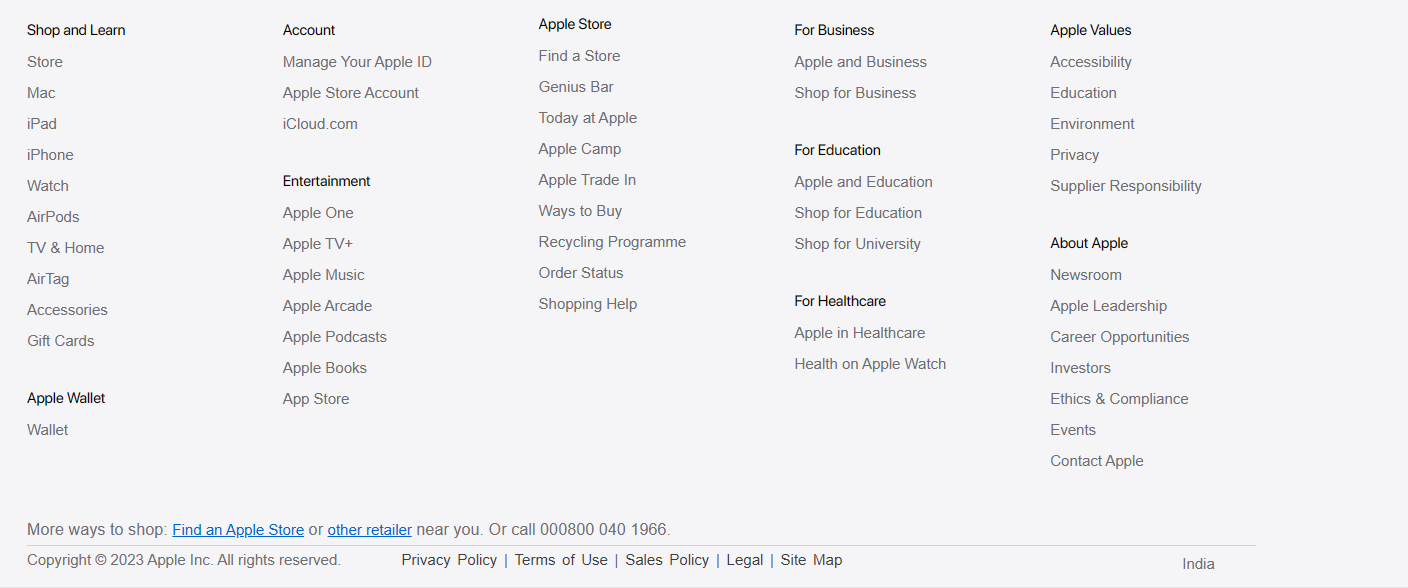 Shop and Learn
Store
Mac
iPad
iPhone
Watch
AirPods
TV & Home
AirTag
Accessories
Gift Cards
Apple Wallet
Wallet
Account
Manage Your Apple ID
Apple Store Account
iCloud.com
Entertainment
Apple One
Apple TV+
Apple Music
Apple Arcade
Apple Podcasts
Apple Books
App Store
Apple Store
Find a Store
Genius Bar
Today at Apple
Apple Camp
Apple Trade In
Ways to Buy
Recycling Programme
Order Status
Shopping Help
For Business
Apple and Business
Shop for Business
For Education
Apple and Education
Shop for Education
Shop for University
For Healthcare
Apple in Healthcare
Health on Apple Watch
Apple Values
Accessibility
Education
Environment
Privacy
Supplier Responsibility
About Apple
Newsroom
Apple Leadership
Career Opportunities
Investors
Ethics & Compliance
Events
Contact Apple
More ways to shop: Find an Apple Store or other retailer near you. Or call 000800 040 1966.
Copyright © 2023 Apple Inc. All rights reserved. Privacy Policy | Terms of Use | Sales Policy | Legal | Site Map India